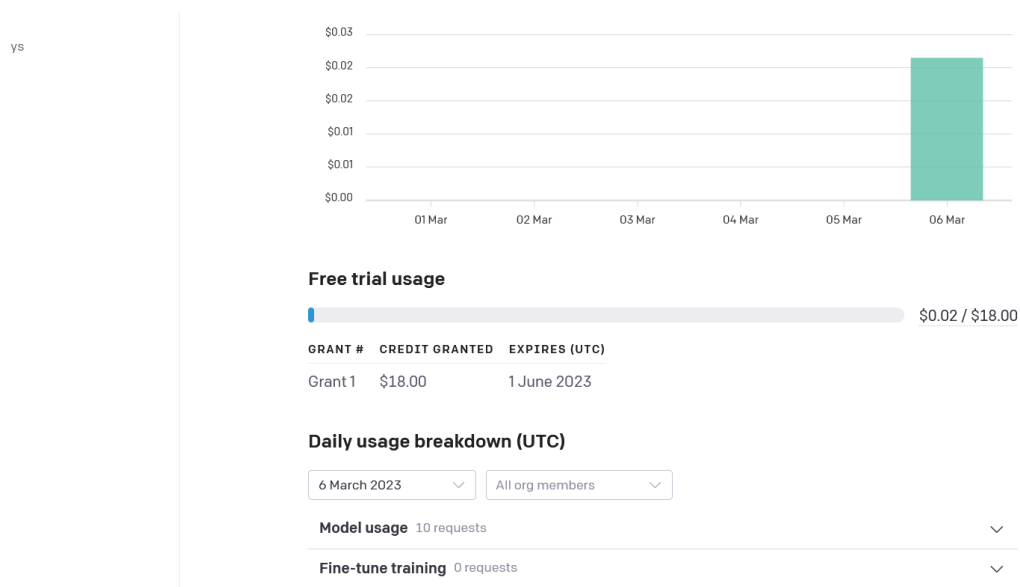 ys
$0.03
$0.02
$0.02
$0.01
$0.01
$0.00
01 Mar 02 Mar 03 Mar 04 Mar 05 Mar 06 Mar
Free trial usage
$0.02 / $18.00
GRANT # CREDIT GRANTED EXPIRES (UTC)
Grant 1 $18.00 1 June 2023
Daily usage breakdown (UTC)
6 March 2023 All org members
Model usage 10 requests
Fine-tune training 0 requests